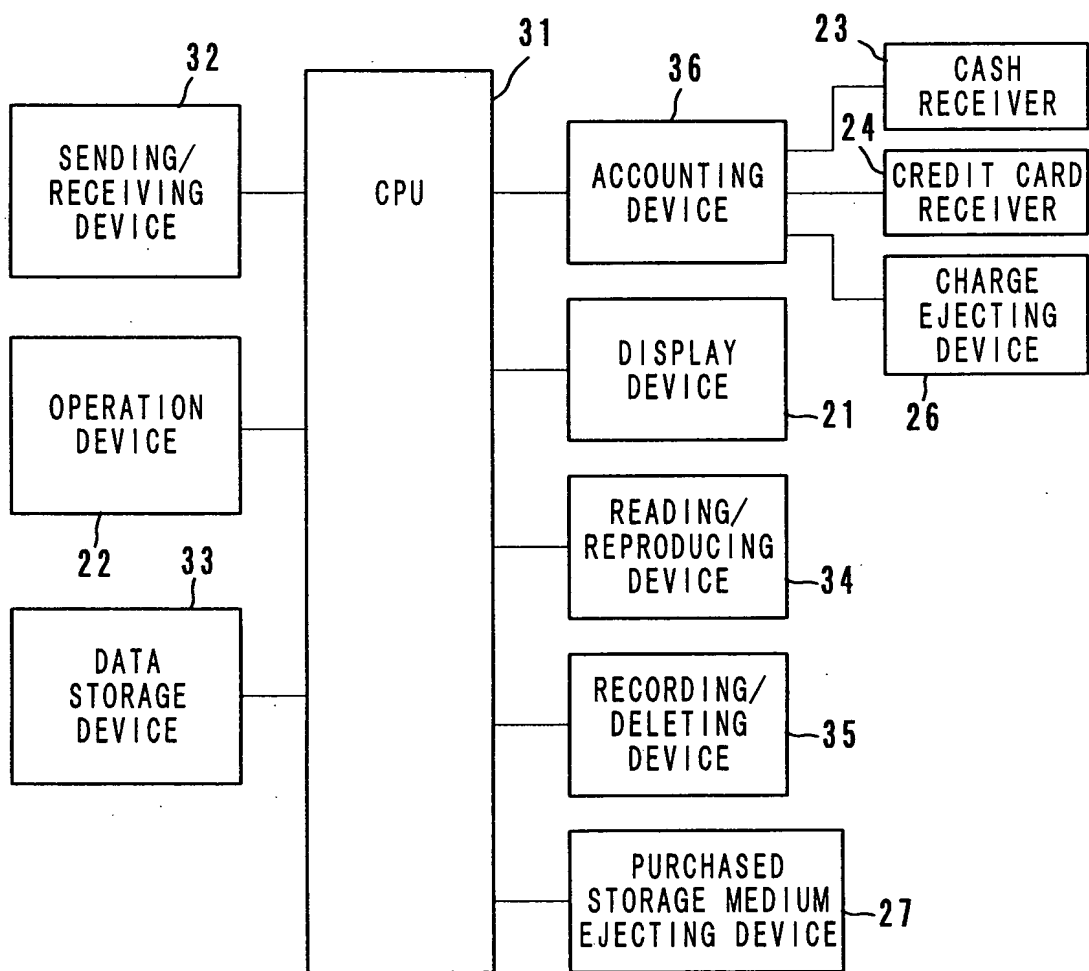 31
32
SENDING/
RECEIVING
DEVICE
CPU
36
ACCOUNTING
DEVICE
23
CASH
RECEIVER
24
CREDIT CARD
RECEIVER
CHARGE
EJECTING
DEVICE
26
OPERATION
DEVICE
22
DISPLAY
DEVICE
21
READING/
REPRODUCING
DEVICE
34
33
DATA
STORAGE
DEVICE
RECORDING/
DELETING
DEVICE
35
PURCHASED
STORAGE MEDIUM
EJECTING DEVICE
27